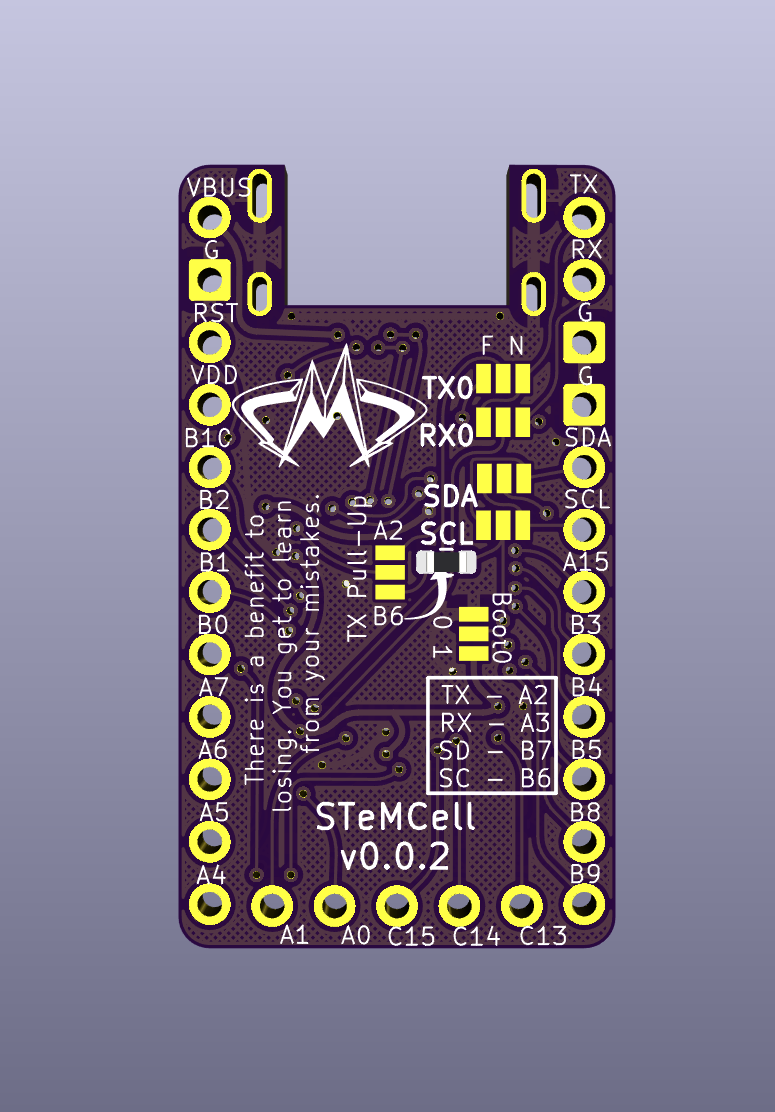 VBUS
G
RST
VDD
B10
B2
B1
B0
A7
A6
A5
A4
A1
A0
C15
C14
C13
TX
RX
G
G
SDA
SCL
A15
B3
B4
B5
B8
B9
F N
TX0
RX0
SDA
SCL
A2
B6
TX Pull-Up
0 1
Boot0
There is a benefit to
losing. You get to learn
from your mistakes.
TX - A2
RX - A3
SD - B7
SC - B6
STeMCell
v0.0.2